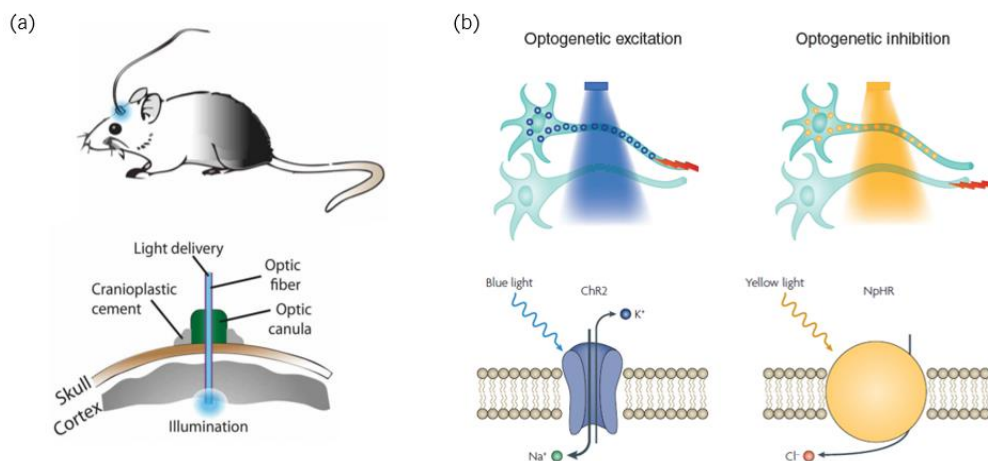 (a)
Light delivery
Optic
fiber
Cranioplastic
cement
Optic
canula
Skull
Cortex
Illumination
(b)
Optogenetic excitation
Optogenetic inhibition
Blue light
ChR2
K⁺
Na⁺
Yellow light
NpHR
Cl⁻